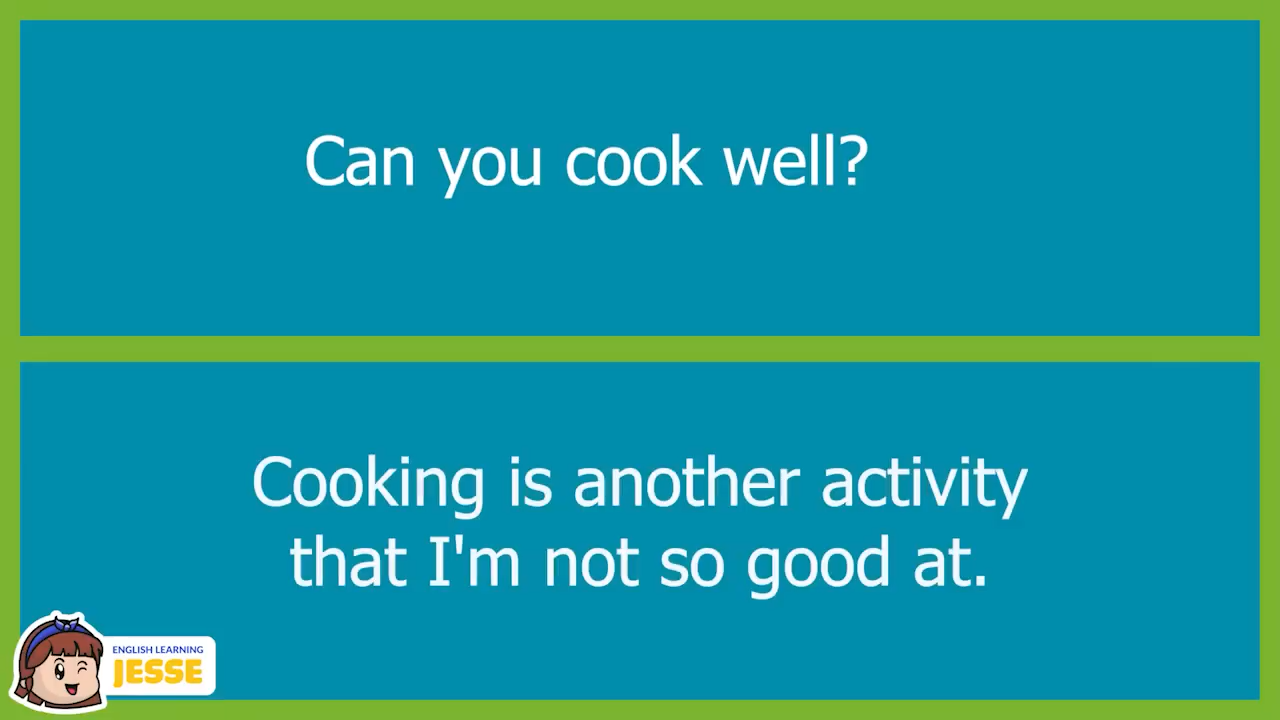 Can you cook well?
Cooking is another activity
that I'm not so good at.
ENGLISH LEARNING
JESSE